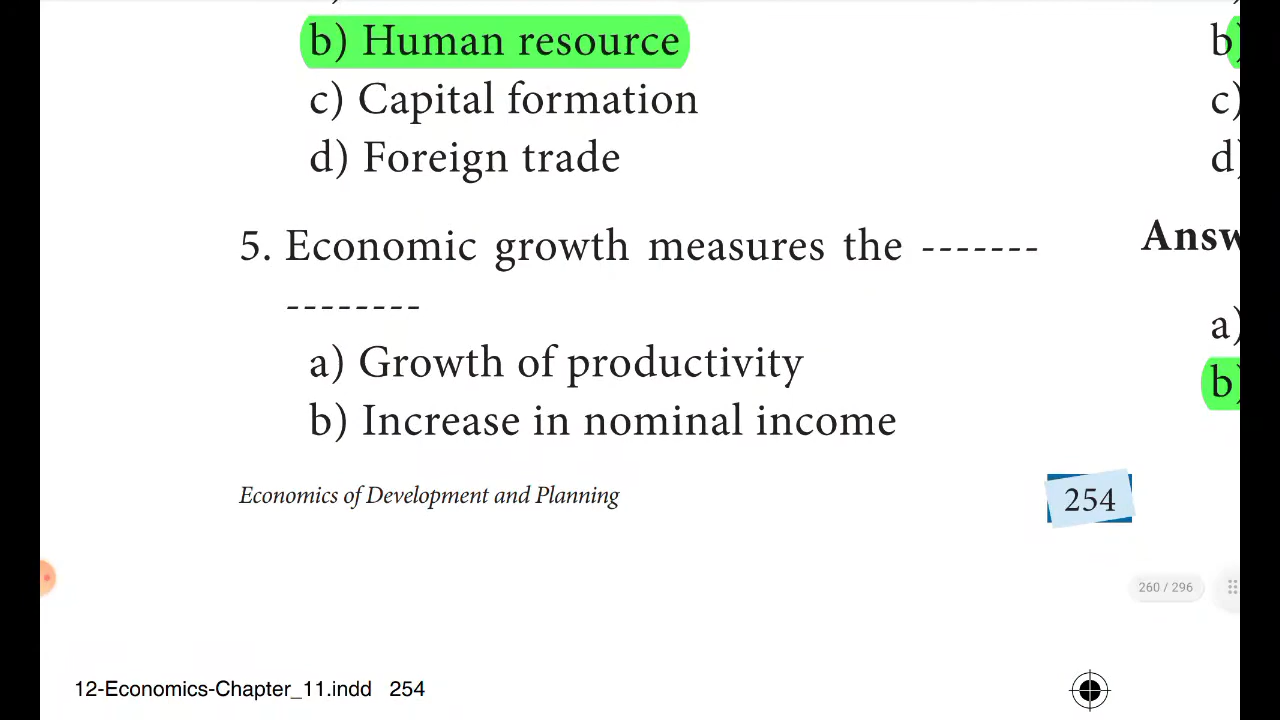 b) Human resource
c) Capital formation
d) Foreign trade
5. Economic growth measures the -------
--------
a) Growth of productivity
b) Increase in nominal income
Economics of Development and Planning
254
b)
c)
d)
Answ
a)
b)
260 / 296
12-Economics-Chapter_11.indd 254